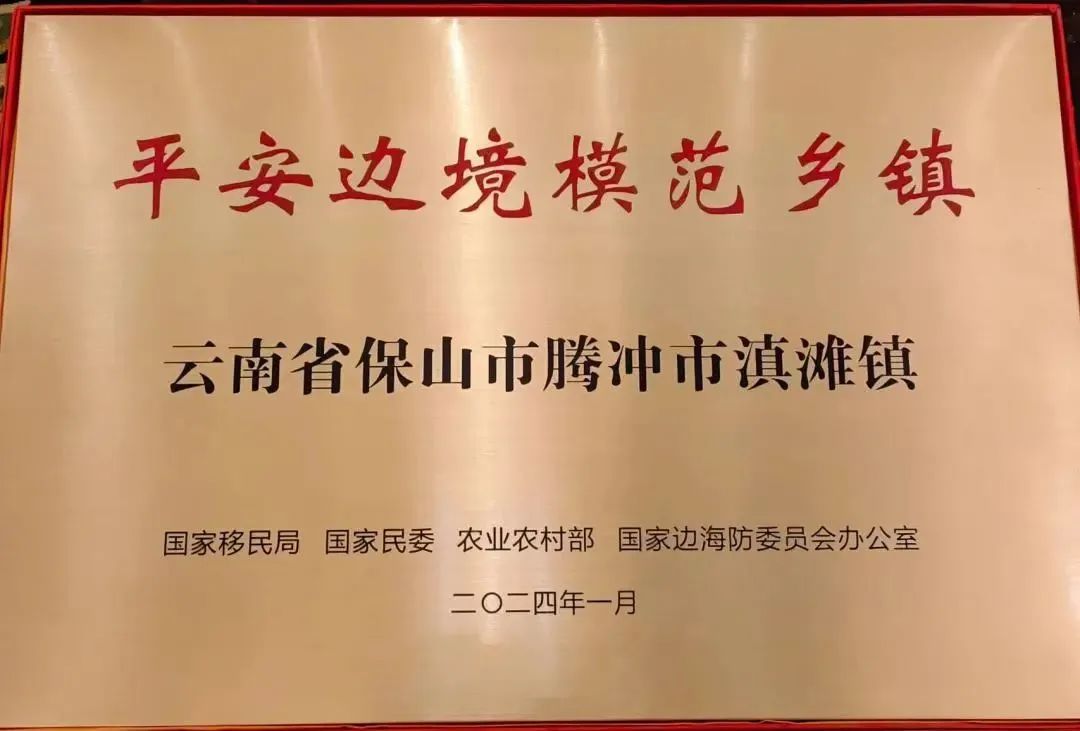 平安边境模范乡镇
云南省保山市腾冲市滇滩镇
国家移民局 国家民委 农业农村部 国家边海防委员会办公室
二〇二四年一月